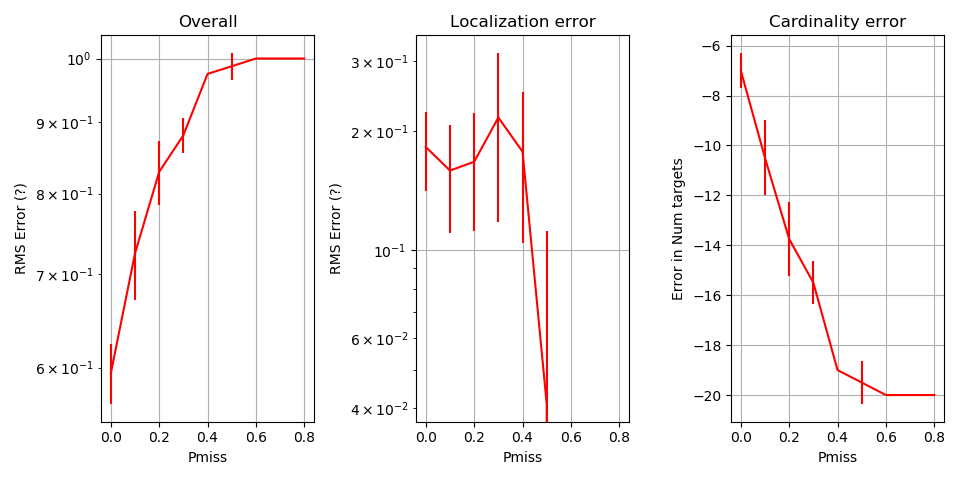 Overall
10⁰
9 × 10⁻¹
8 × 10⁻¹
7 × 10⁻¹
6 × 10⁻¹
RMS Error (?)
0.0 0.2 0.4 0.6 0.8
Pmiss
Localization error
3 × 10⁻¹
2 × 10⁻¹
10⁻¹
6 × 10⁻²
4 × 10⁻²
RMS Error (?)
0.0 0.2 0.4 0.6 0.8
Pmiss
Cardinality error
−6
−8
−10
−12
−14
−16
−18
−20
Error in Num targets
0.0 0.2 0.4 0.6 0.8
Pmiss